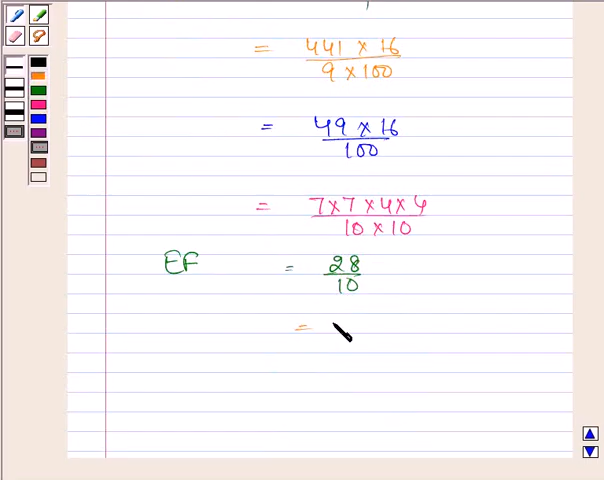 = 441 × 16 / 9 × 100
= 49 × 16 / 100
= 7 × 7 × 4 × 4 / 10 × 10
EF = 28 / 10
=